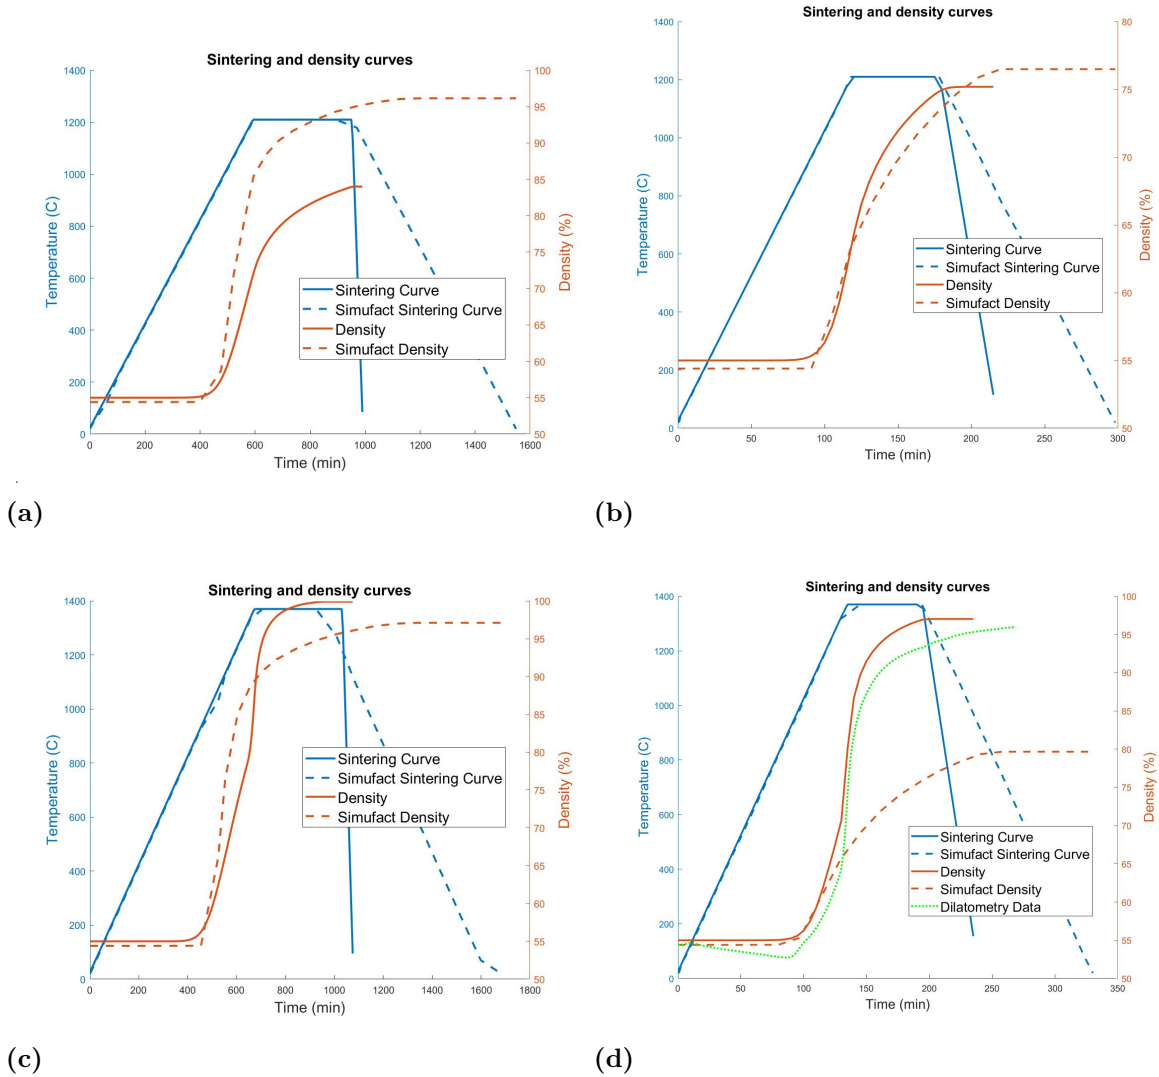 Sintering and density curves
1400
1200
1000
800
600
400
200
0
Temperature (C)
100
95
90
85
80
75
70
65
60
55
50
Density (%)
0 200 400 600 800 1000 1200 1400 1600
Time (min)
Sintering Curve
Simufact Sintering Curve
Density
Simufact Density
(a)
Sintering and density curves
1400
1200
1000
800
600
400
200
0
Temperature (C)
80
75
70
65
60
55
50
Density (%)
0 50 100 150 200 250 300
Time (min)
Sintering Curve
Simufact Sintering Curve
Density
Simufact Density
(b)
Sintering and density curves
1400
1200
1000
800
600
400
200
0
Temperature (C)
100
95
90
85
80
75
70
65
60
55
50
Density (%)
0 200 400 600 800 1000 1200 1400 1600 1800
Time (min)
Sintering Curve
Simufact Sintering Curve
Density
Simufact Density
(c)
Sintering and density curves
1400
1200
1000
800
600
400
200
0
Temperature (C)
100
95
90
85
80
75
70
65
60
55
50
Density (%)
0 50 100 150 200 250 300 350
Time (min)
Sintering Curve
Simufact Sintering Curve
Density
Simufact Density
Dilatometry Data
(d)